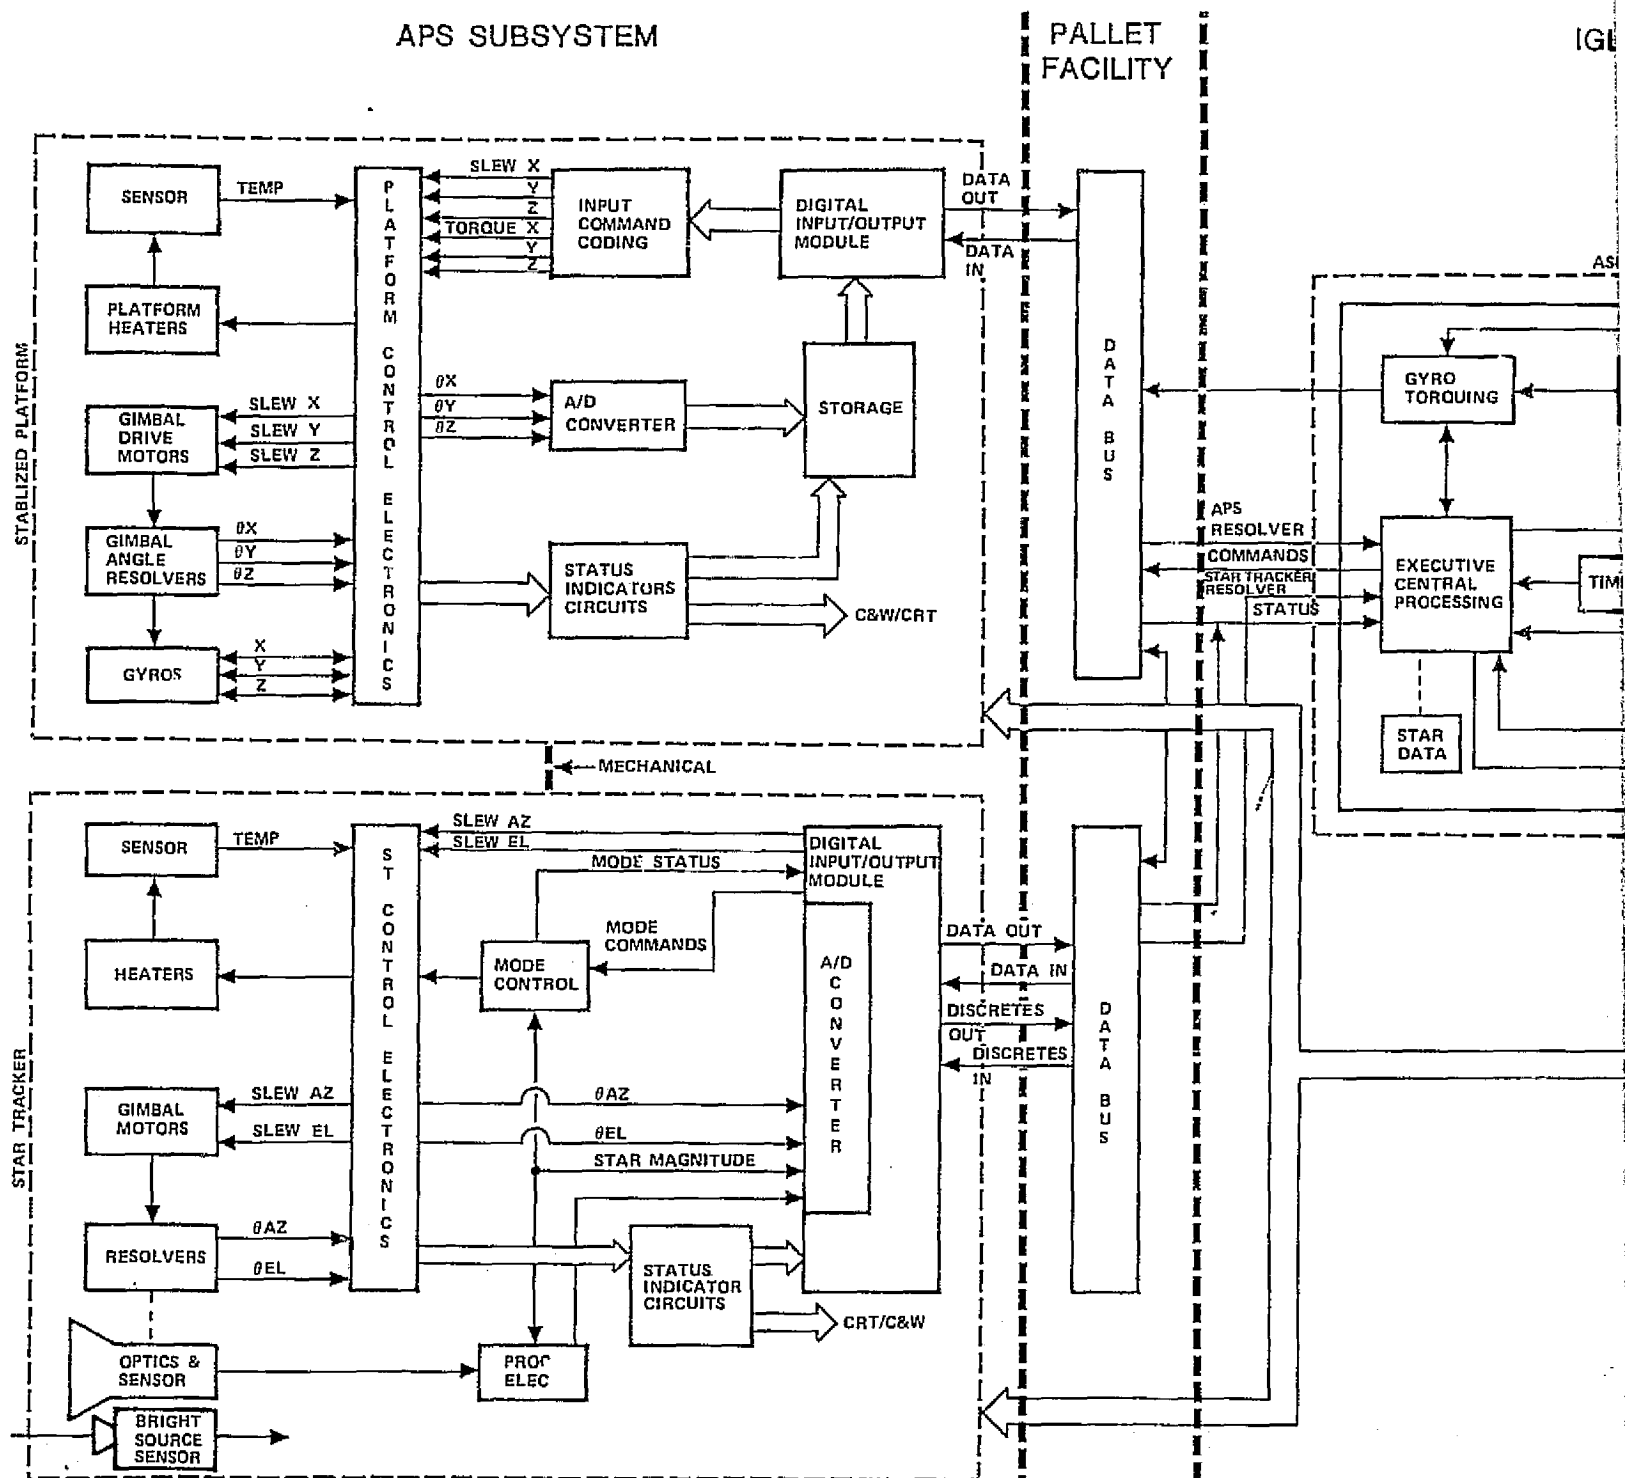 APS SUBSYSTEM
PALLET
FACILITY
STABLIZED PLATFORM
SENSOR
TEMP
PLATFORM
HEATERS
GIMBAL
DRIVE
MOTORS
SLEW X
SLEW Y
SLEW Z
GIMBAL
ANGLE
RESOLVERS
θX
θY
θZ
GYROS
X
Y
Z
PLATFORM CONTROL ELECTRONICS
SLEW X
Y
Z
TORQUE X
Y
Z
INPUT
COMMAND
CODING
DIGITAL
INPUT/OUTPUT
MODULE
DATA
OUT
DATA
IN
θX
θY
θZ
A/D
CONVERTER
STORAGE
STATUS
INDICATORS
CIRCUITS
C&W/CRT
DATA BUS
GYRO
TORQUING
APS
RESOLVER
COMMANDS
STAR TRACKER
RESOLVER
STATUS
EXECUTIVE
CENTRAL
PROCESSING
STAR
DATA
MECHANICAL
STAR TRACKER
SENSOR
TEMP
HEATERS
GIMBAL
MOTORS
SLEW AZ
SLEW EL
RESOLVERS
θAZ
θEL
OPTICS &
SENSOR
BRIGHT
SOURCE
SENSOR
ST CONTROL ELECTRONICS
SLEW AZ
SLEW EL
MODE STATUS
MODE
COMMANDS
MODE
CONTROL
DIGITAL
INPUT/OUTPUT
MODULE
A/D CONVERTER
θAZ
θEL
STAR MAGNITUDE
STATUS
INDICATOR
CIRCUITS
CRT/C&W
PROC
ELEC
DATA OUT
DATA IN
DISCRETES
OUT
DISCRETES
IN
DATA BUS